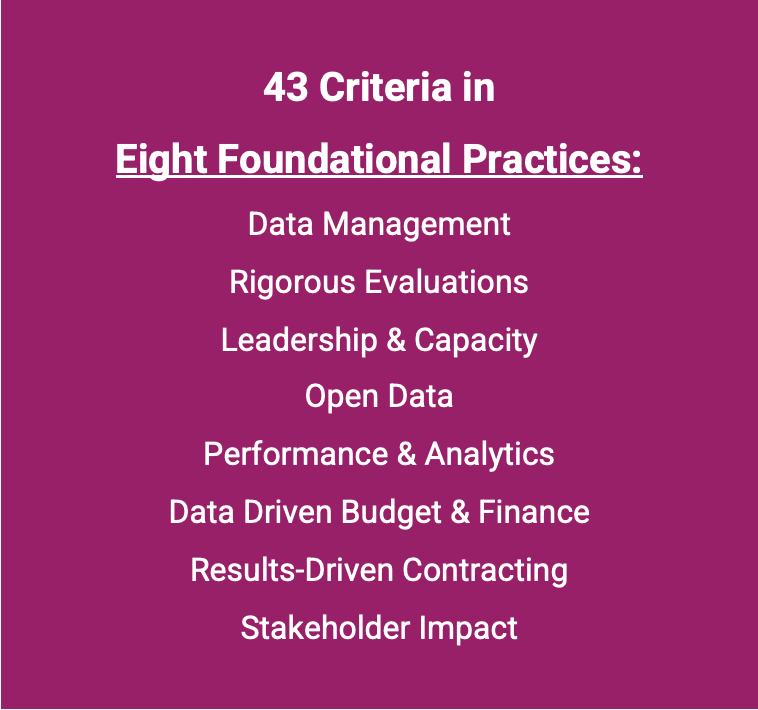 43 Criteria in
Eight Foundational Practices:
Data Management
Rigorous Evaluations
Leadership & Capacity
Open Data
Performance & Analytics
Data Driven Budget & Finance
Results-Driven Contracting
Stakeholder Impact